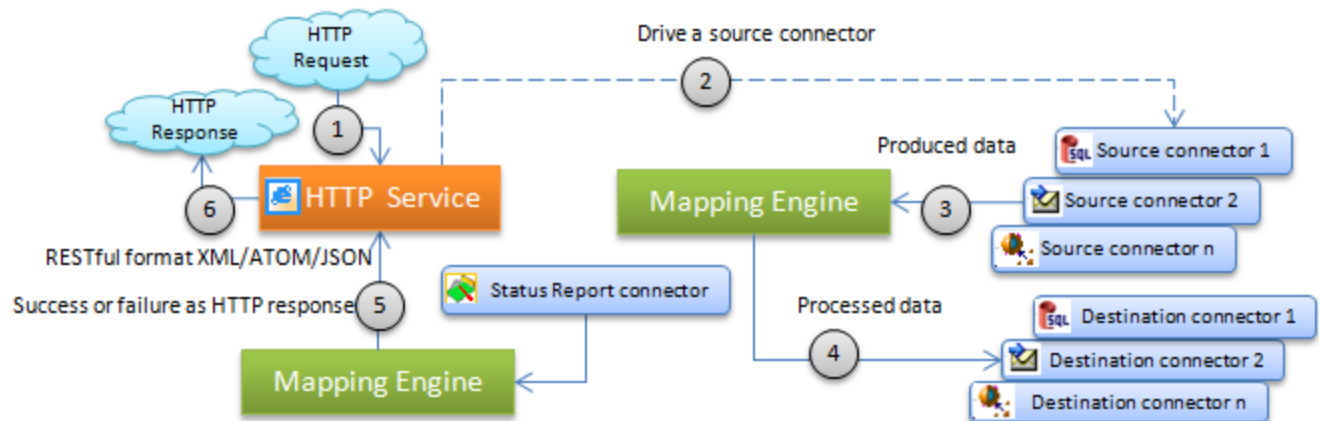 HTTP
Request
Drive a source connector
2
HTTP
Response
1
Produced data
SQL Source connector 1
HTTP Service
Mapping Engine
3
Source connector 2
6
Source connector n
RESTful format XML/ATOM/JSON
Success or failure as HTTP response
5
Status Report connector
Processed data
SQL Destination connector 1
4
Destination connector 2
Mapping Engine
Destination connector n